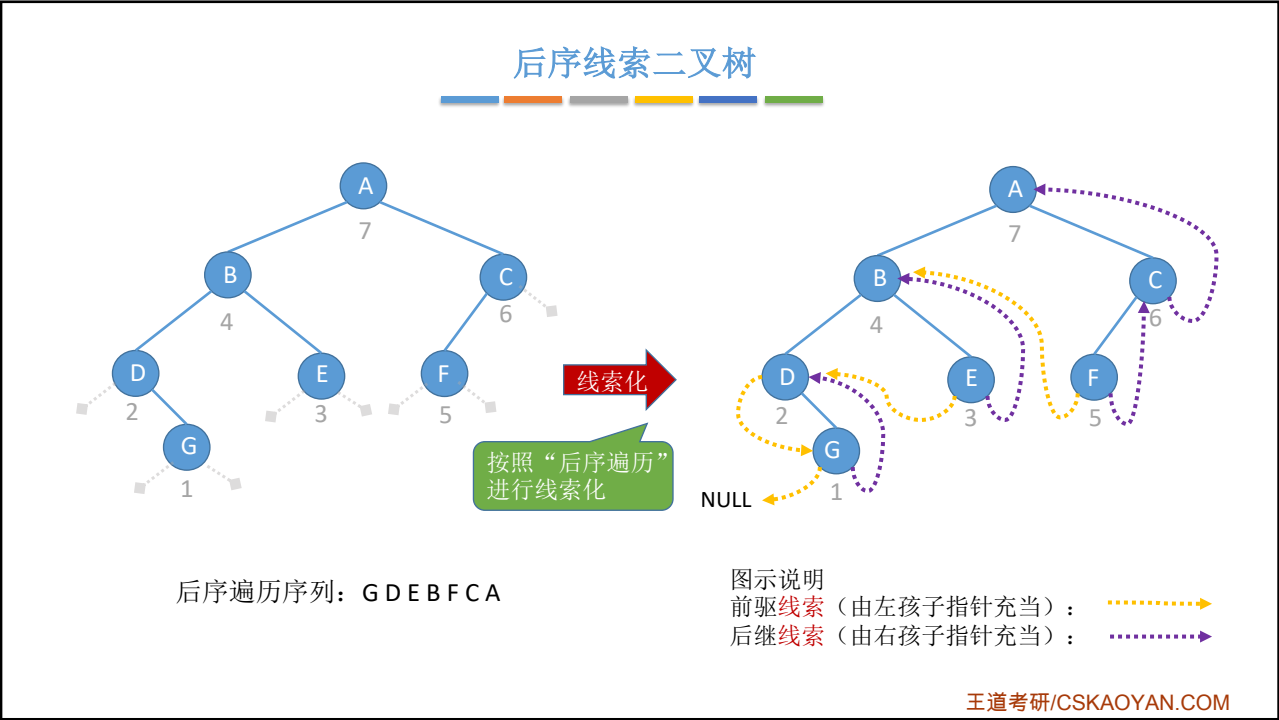 后序线索二叉树
A
7
B
4
C
6
D
2
E
3
F
5
G
1
线索化
按照“后序遍历”
进行线索化
A
7
B
4
C
6
D
2
E
3
F
5
G
1
NULL
后序遍历序列：G D E B F C A
图示说明
前驱线索（由左孩子指针充当）：
后继线索（由右孩子指针充当）：
王道考研/CSKAOYAN.COM